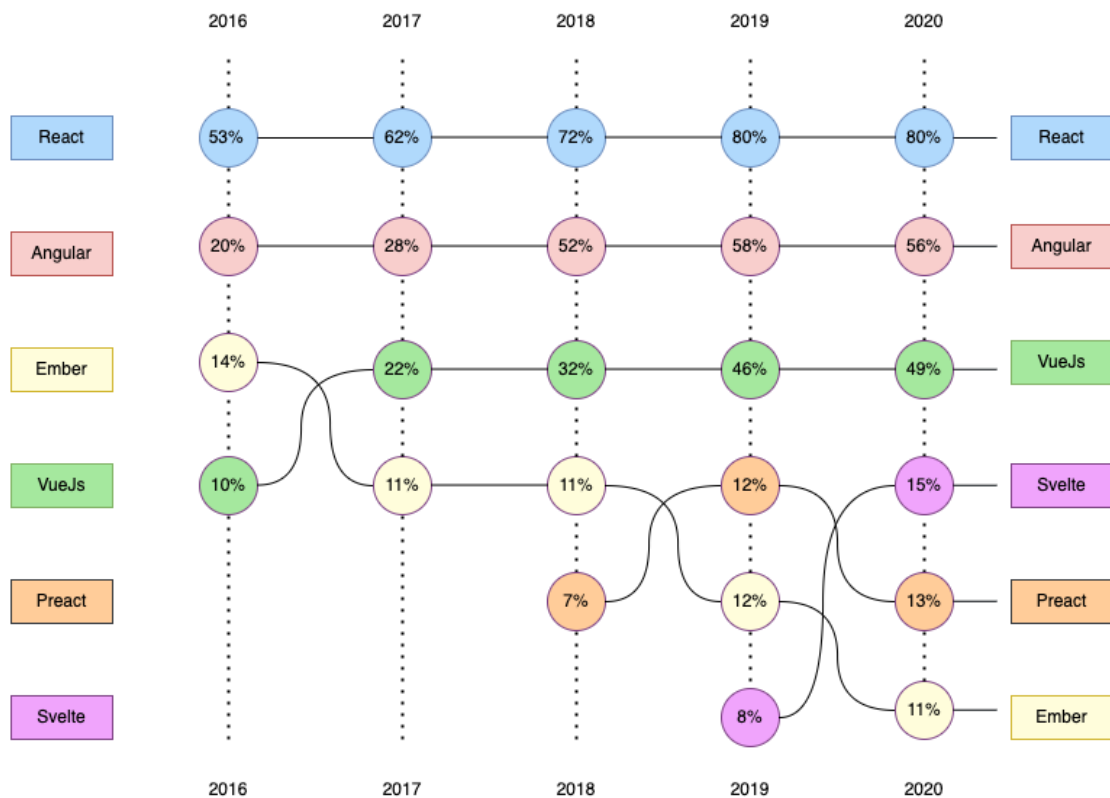 2016 2017 2018 2019 2020
React 53% 62% 72% 80% 80% React
Angular 20% 28% 52% 58% 56% Angular
Ember 14% 22% 32% 46% 49% VueJs
VueJs 10% 11% 11% 12% 15% Svelte
Preact 7% 12% 13% Preact
Svelte 8% 11% Ember
2016 2017 2018 2019 2020